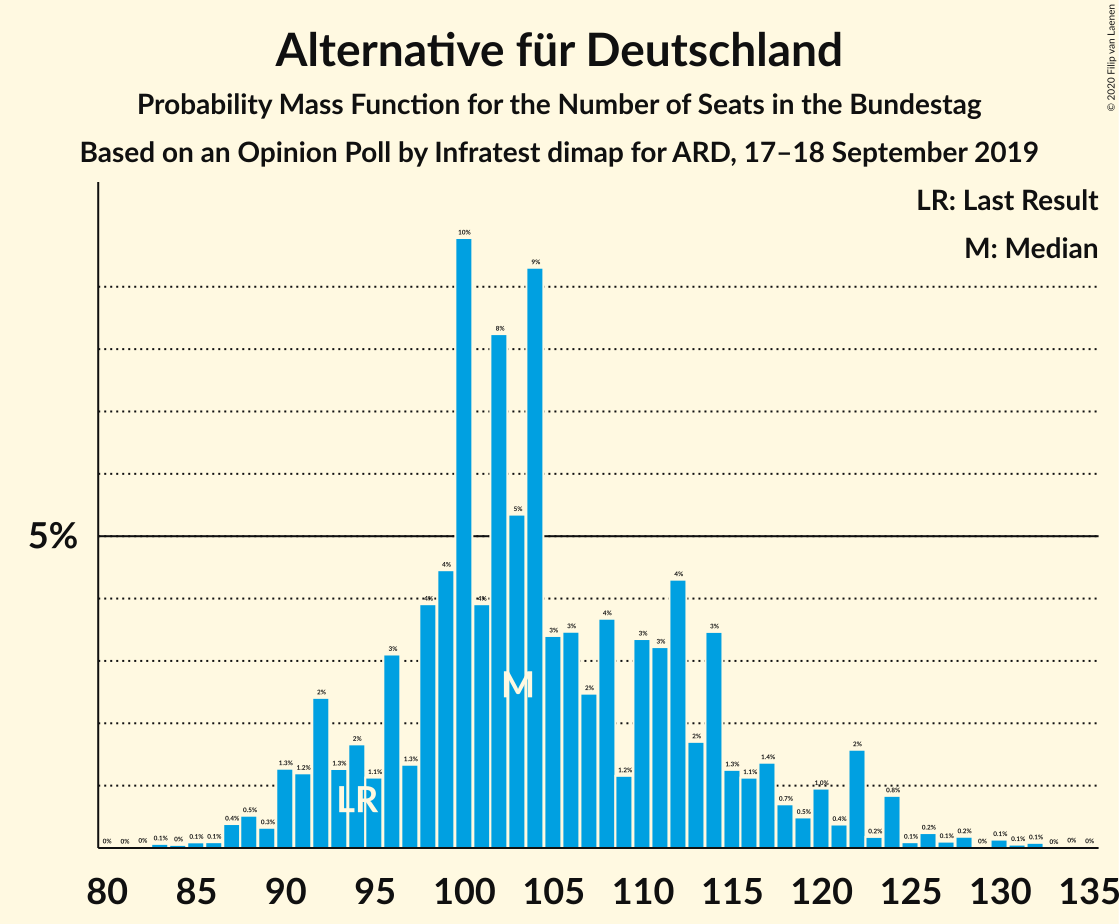 Alternative für Deutschland
Probability Mass Function for the Number of Seats in the Bundestag
Based on an Opinion Poll by Infratest dimap for ARD, 17–18 September 2019
© 2020 Filip van Laenen
LR: Last Result
M: Median
5%
0% 0% 0% 0.1% 0% 0.1% 0.1% 0.4% 0.5% 0.3% 1.3% 1.2% 2% 1.3% 2% 1.1% 3% 1.3% 4% 4% 10% 4% 8% 5% 9% 3% 3% 2% 4% 1.2% 3% 3% 4% 2% 3% 1.3% 1.1% 1.4% 0.7% 0.5% 1.0% 0.4% 2% 0.2% 0.8% 0.1% 0.2% 0.1% 0.2% 0% 0.1% 0.1% 0.1% 0% 0% 0%
M
LR
80 85 90 95 100 105 110 115 120 125 130 135